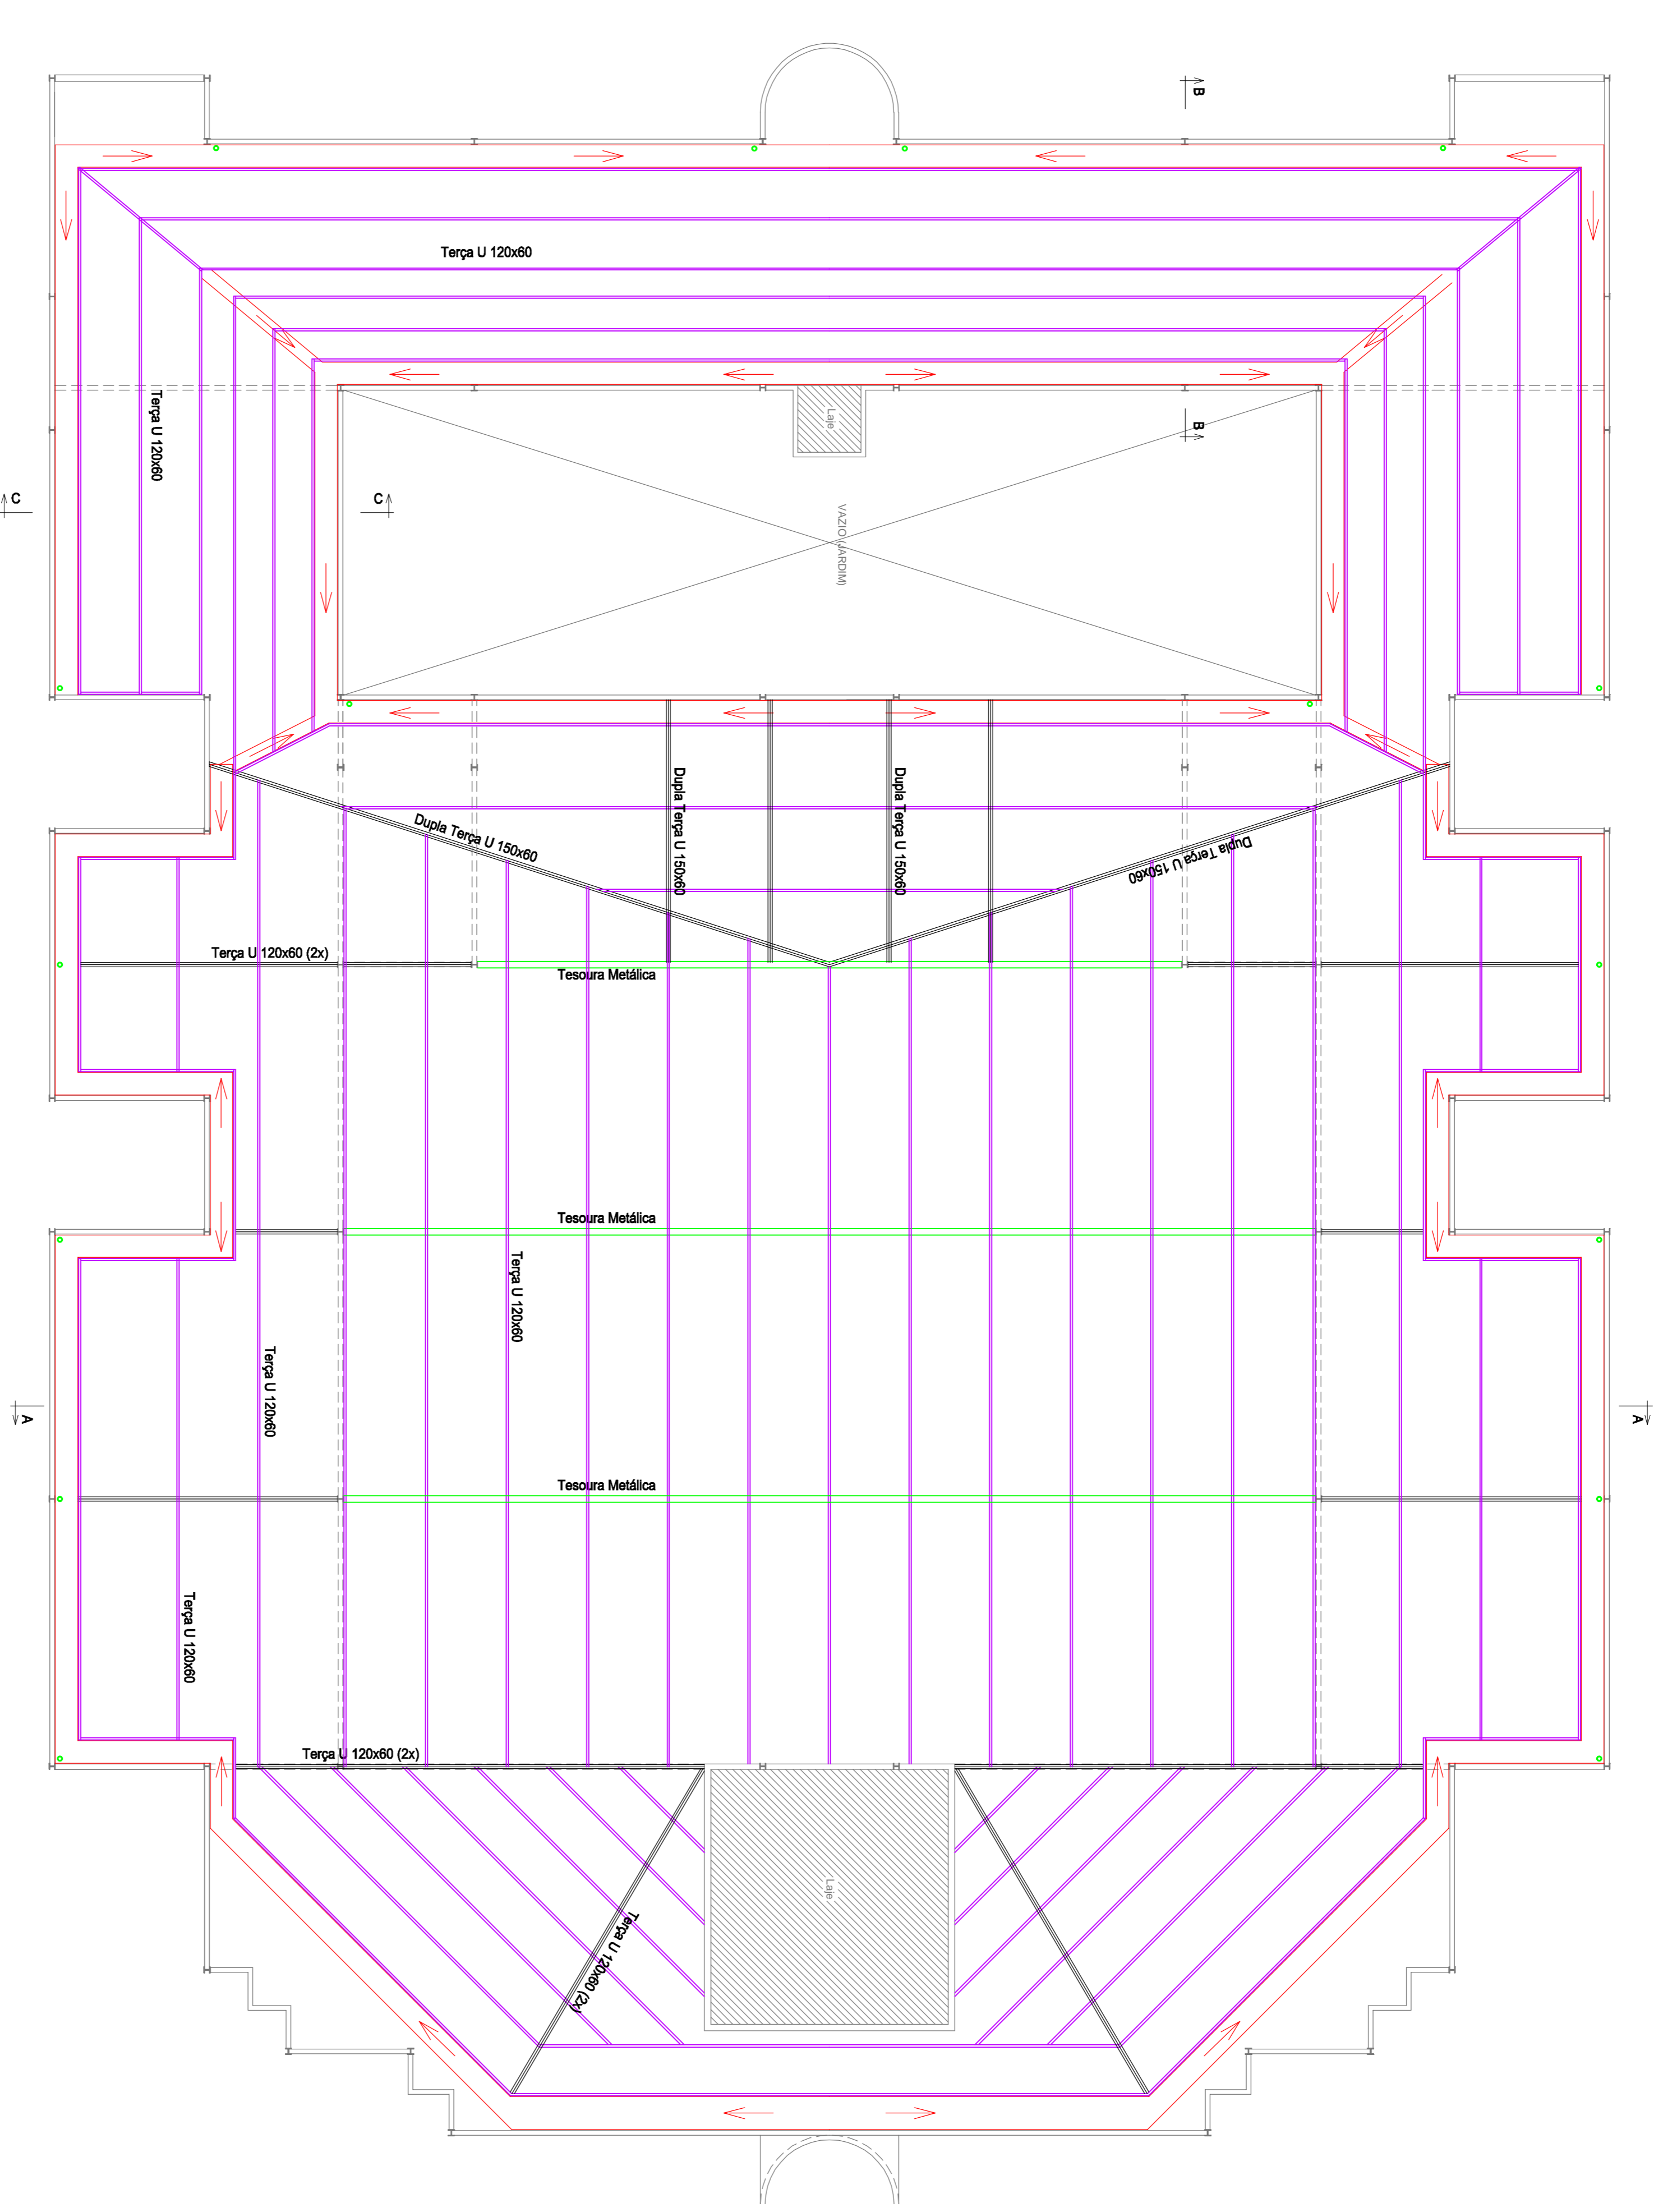 B
Terça U 120x60
Terça U 120x60
Laje
B
C
C
VAZIO (JARDIM)
Dupla Terça U 150x60
Dupla Terça U 150x60
Dupla Terça U 150x60
Dupla Terça U 150x60
Terça U 120x60 (2x)
Tesoura Metálica
Tesoura Metálica
Terça U 120x60
Terça U 120x60
A
A
Tesoura Metálica
Terça U 120x60
Terça U 120x60 (2x)
Laje
Terça U 120x60 (2x)